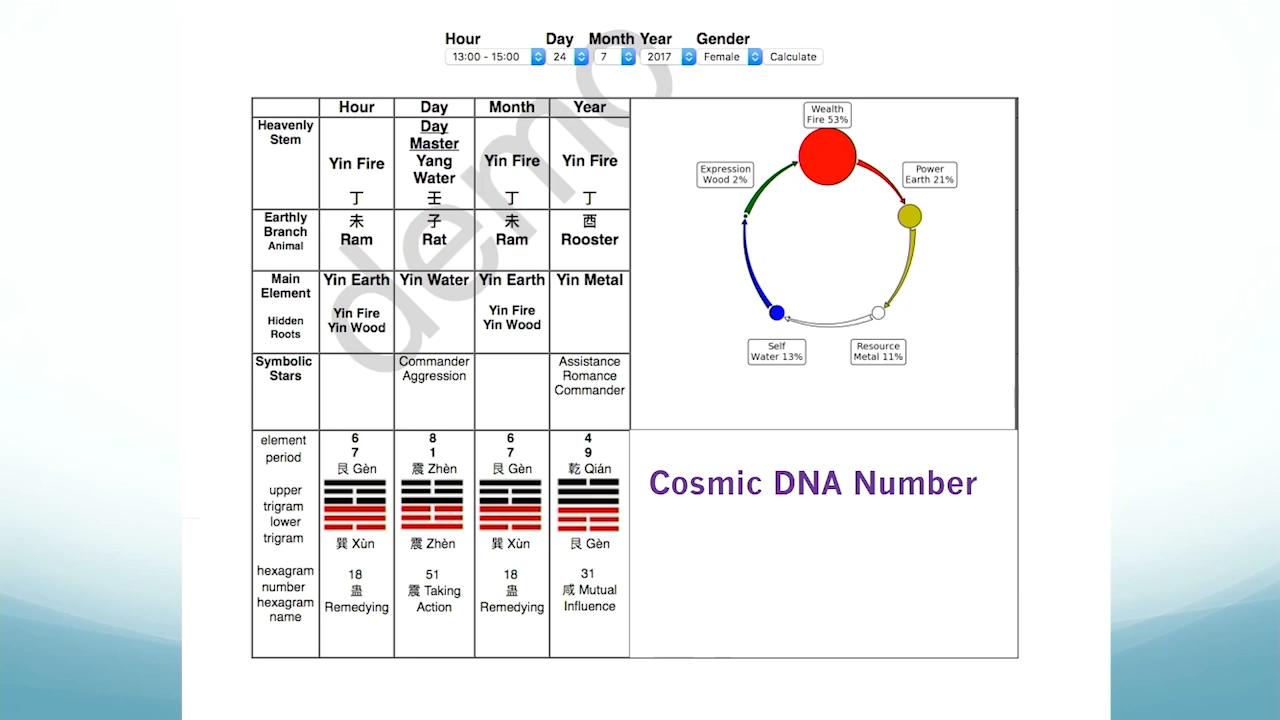 Hour Day Month Year Gender
13:00 - 15:00 24 7 2017 Female Calculate
demo
Hour Day Month Year
Heavenly
Stem
Yin Fire
丁
Day
Master
Yang
Water
壬
Yin Fire
丁
Yin Fire
丁
Earthly
Branch
Animal
未
Ram
子
Rat
未
Ram
酉
Rooster
Main
Element
Hidden
Roots
Yin Earth
Yin Fire
Yin Wood
Yin Water
Yin Earth
Yin Fire
Yin Wood
Yin Metal
Symbolic
Stars
Commander
Aggression
Assistance
Romance
Commander
element
period
upper
trigram
lower
trigram
hexagram
number
hexagram
name
6
7
艮 Gèn
巽 Xùn
18
蛊
Remedying
8
1
震 Zhèn
震 Zhèn
51
震 Taking
Action
6
7
艮 Gèn
巽 Xùn
18
蛊
Remedying
4
9
乾 Qián
艮 Gèn
31
咸 Mutual
Influence
Wealth
Fire 53%
Expression
Wood 2%
Power
Earth 21%
Self
Water 13%
Resource
Metal 11%
Cosmic DNA Number